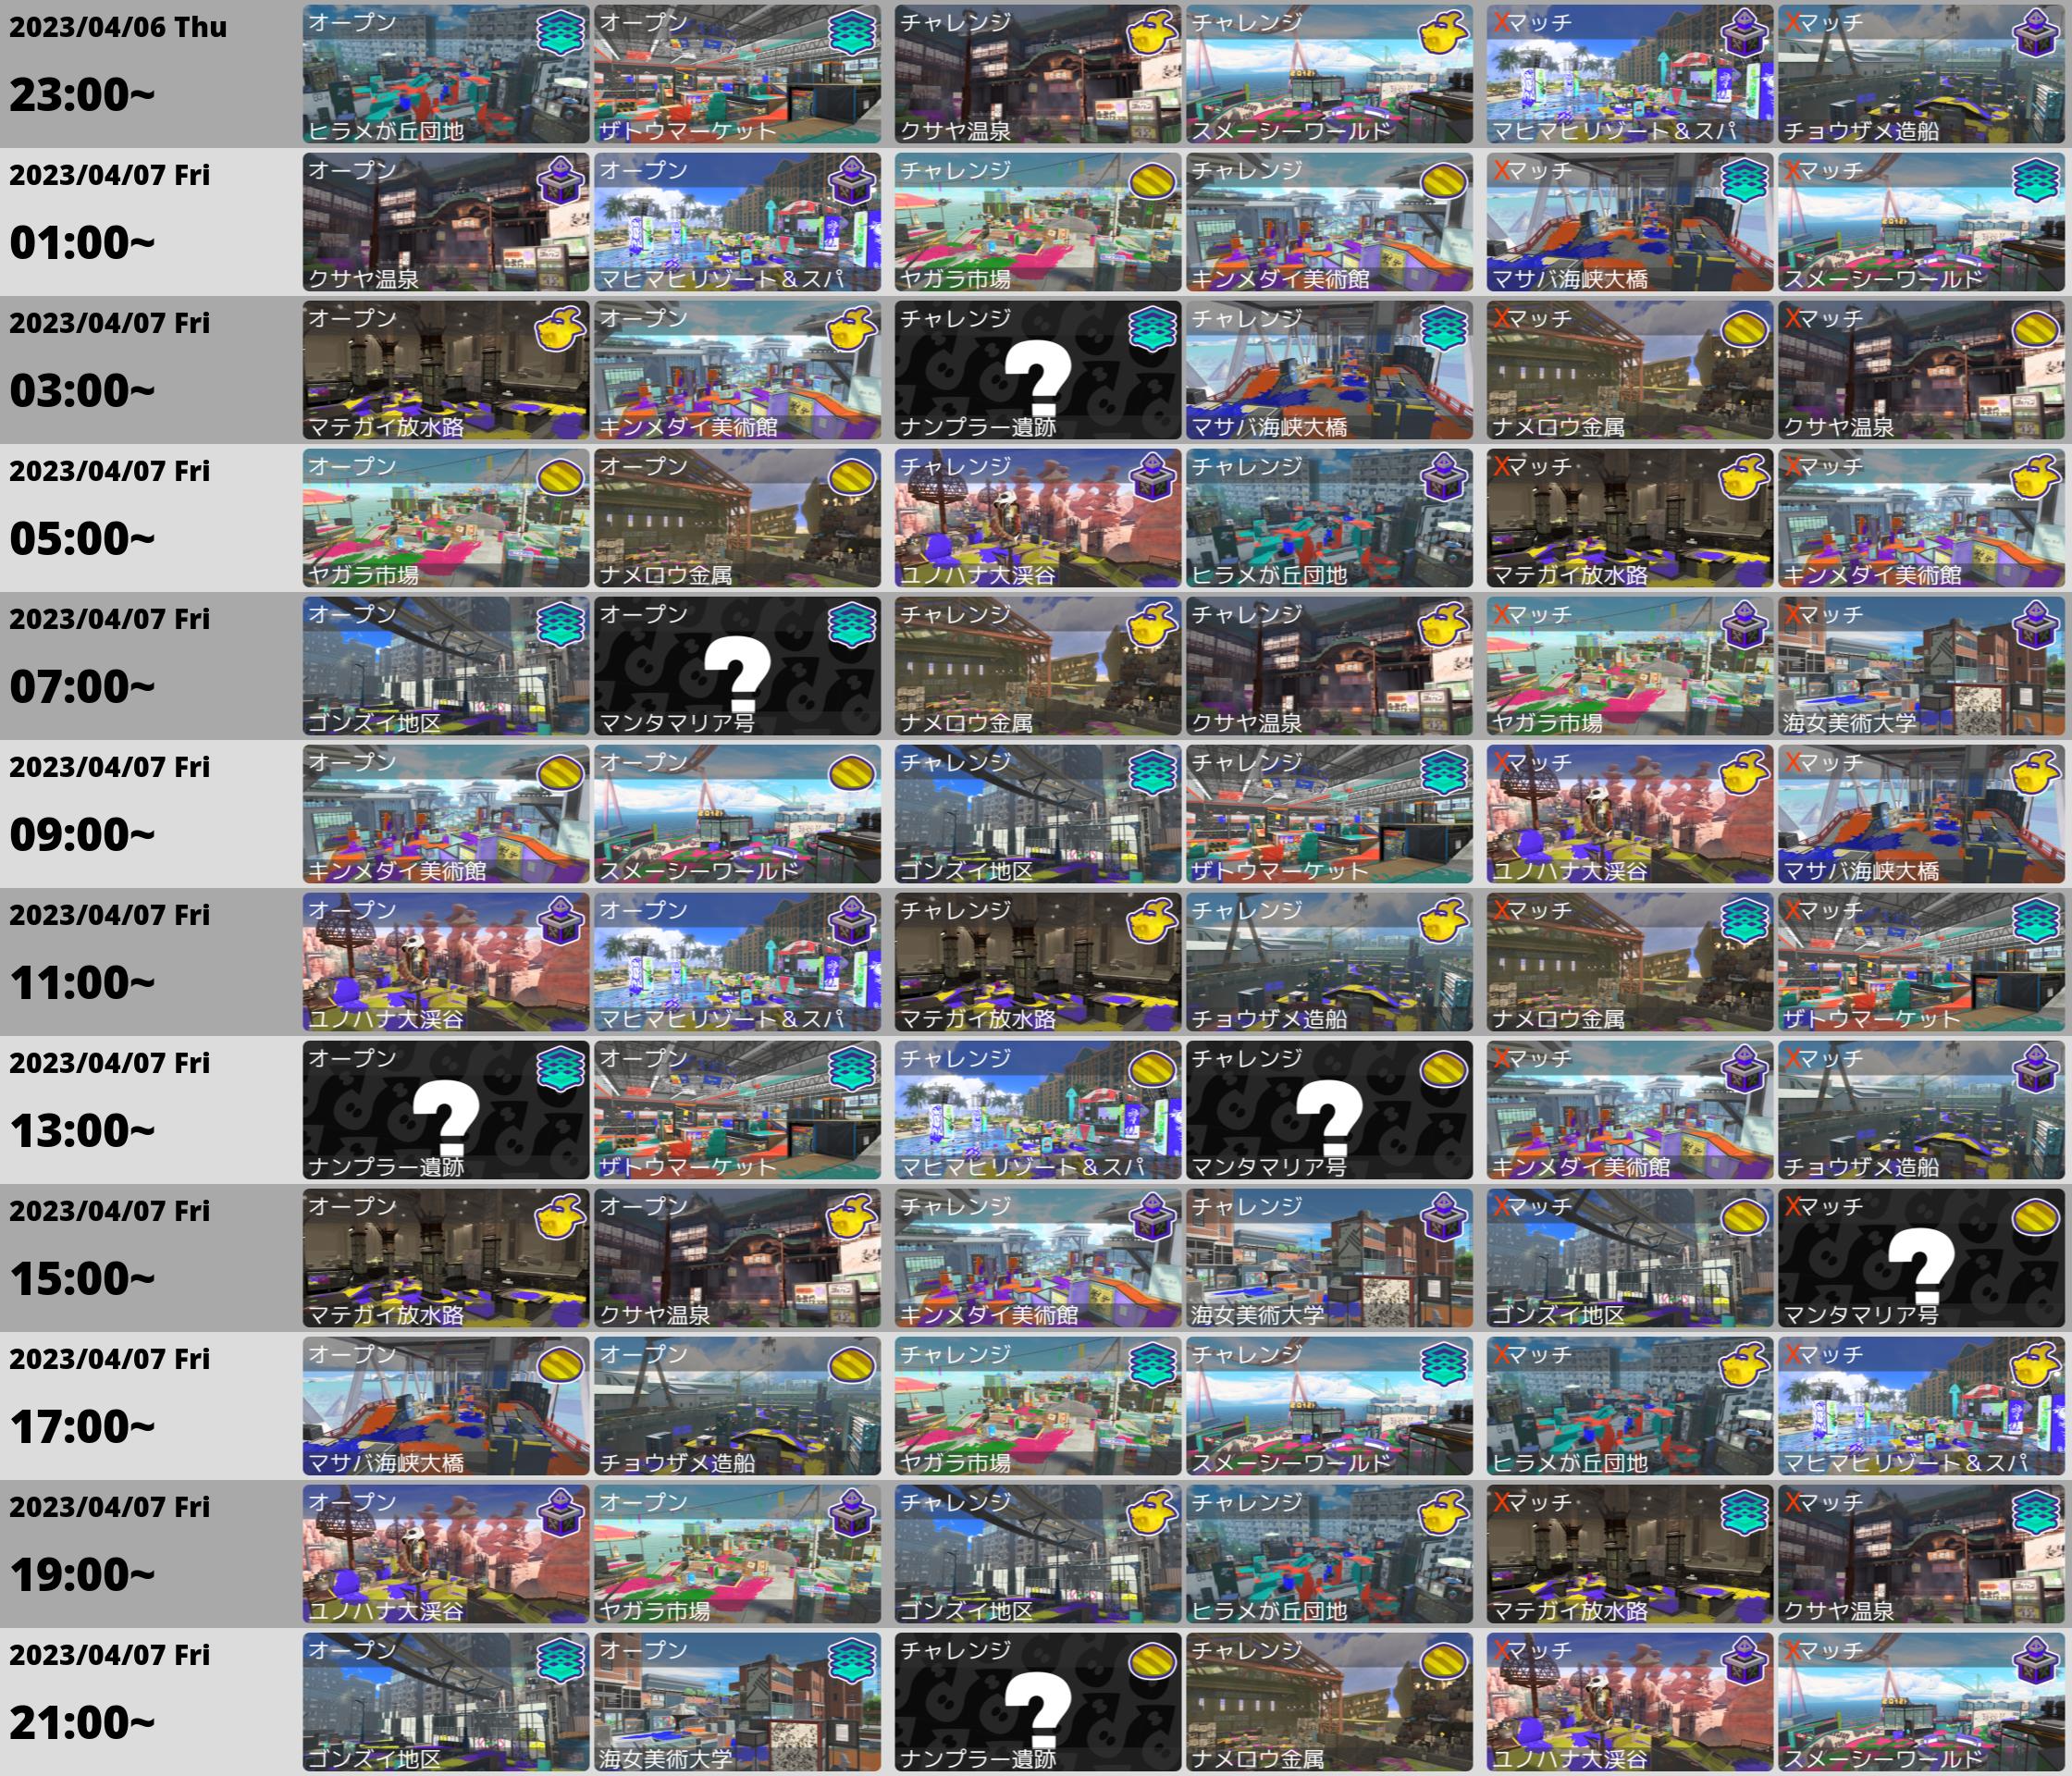 2023/04/06 Thu
23:00~
オープン
ヒラメが丘団地
オープン
ザトウマーケット
チャレンジ
クサヤ温泉
チャレンジ
スメーシーワールド
Xマッチ
マヒマヒリゾート＆スパ
Xマッチ
チョウザメ造船
2023/04/07 Fri
01:00~
オープン
クサヤ温泉
オープン
マヒマヒリゾート＆スパ
チャレンジ
ヤガラ市場
チャレンジ
キンメダイ美術館
Xマッチ
マサバ海峡大橋
Xマッチ
スメーシーワールド
2023/04/07 Fri
03:00~
オープン
マテガイ放水路
オープン
キンメダイ美術館
チャレンジ
?
ナンプラー遺跡
チャレンジ
マサバ海峡大橋
Xマッチ
ナメロウ金属
Xマッチ
クサヤ温泉
2023/04/07 Fri
05:00~
オープン
ヤガラ市場
オープン
ナメロウ金属
チャレンジ
ユノハナ大渓谷
チャレンジ
ヒラメが丘団地
Xマッチ
マテガイ放水路
Xマッチ
キンメダイ美術館
2023/04/07 Fri
07:00~
オープン
ゴンズイ地区
オープン
?
マンタマリア号
チャレンジ
ナメロウ金属
チャレンジ
クサヤ温泉
Xマッチ
ヤガラ市場
Xマッチ
海女美術大学
2023/04/07 Fri
09:00~
オープン
キンメダイ美術館
オープン
スメーシーワールド
チャレンジ
ゴンズイ地区
チャレンジ
ザトウマーケット
Xマッチ
ユノハナ大渓谷
Xマッチ
マサバ海峡大橋
2023/04/07 Fri
11:00~
オープン
ユノハナ大渓谷
オープン
マヒマヒリゾート＆スパ
チャレンジ
マテガイ放水路
チャレンジ
チョウザメ造船
Xマッチ
ナメロウ金属
Xマッチ
ザトウマーケット
2023/04/07 Fri
13:00~
オープン
?
ナンプラー遺跡
オープン
ザトウマーケット
チャレンジ
マヒマヒリゾート＆スパ
チャレンジ
?
マンタマリア号
Xマッチ
キンメダイ美術館
Xマッチ
チョウザメ造船
2023/04/07 Fri
15:00~
オープン
マテガイ放水路
オープン
クサヤ温泉
チャレンジ
キンメダイ美術館
チャレンジ
海女美術大学
Xマッチ
ゴンズイ地区
Xマッチ
?
マンタマリア号
2023/04/07 Fri
17:00~
オープン
マサバ海峡大橋
オープン
チョウザメ造船
チャレンジ
ヤガラ市場
チャレンジ
スメーシーワールド
Xマッチ
ヒラメが丘団地
Xマッチ
マヒマヒリゾート＆スパ
2023/04/07 Fri
19:00~
オープン
ユノハナ大渓谷
オープン
ヤガラ市場
チャレンジ
ゴンズイ地区
チャレンジ
ヒラメが丘団地
Xマッチ
マテガイ放水路
Xマッチ
クサヤ温泉
2023/04/07 Fri
21:00~
オープン
ゴンズイ地区
オープン
海女美術大学
チャレンジ
?
ナンプラー遺跡
チャレンジ
ナメロウ金属
Xマッチ
ユノハナ大渓谷
Xマッチ
スメーシーワールド